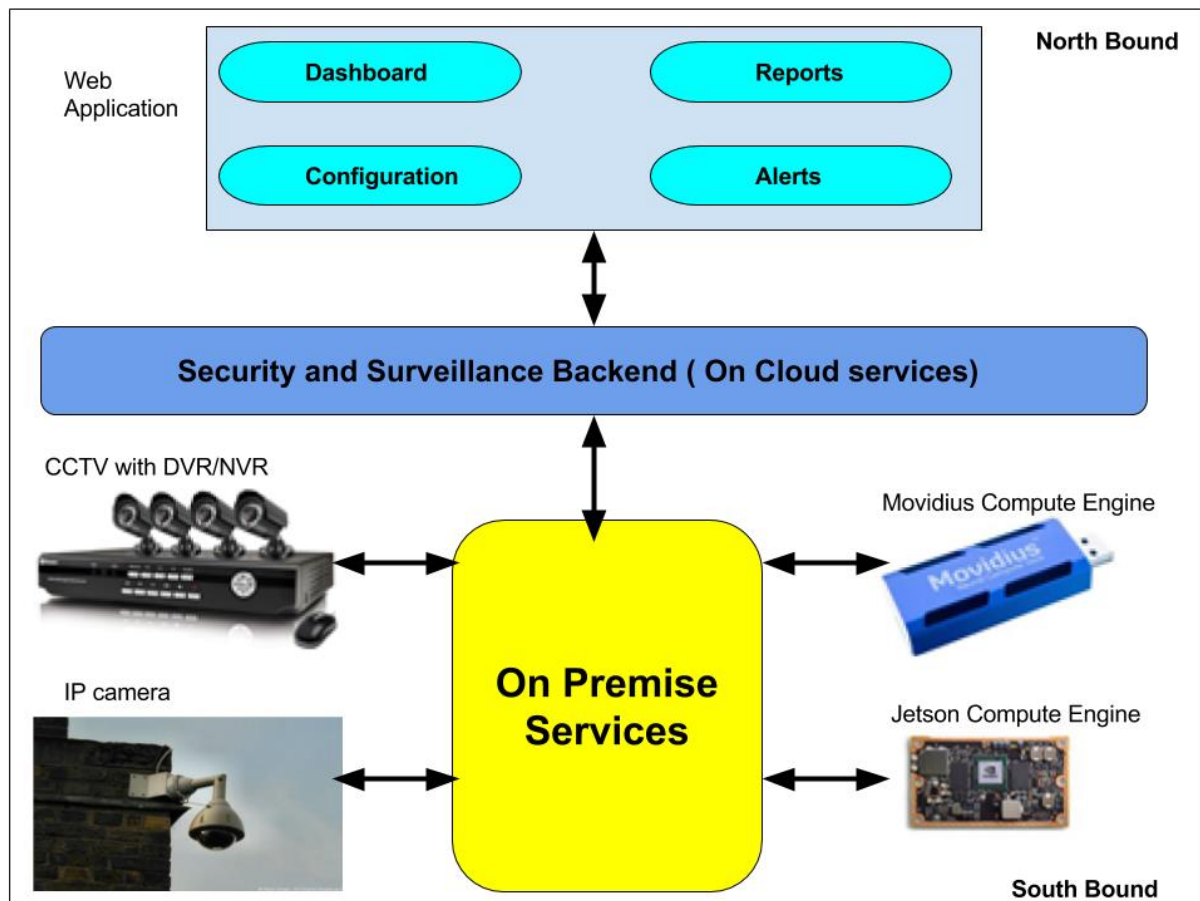 North Bound
Web
Application
Dashboard
Reports
Configuration
Alerts
Security and Surveillance Backend ( On Cloud services)
CCTV with DVR/NVR
Movidius Compute Engine
Movidius
IP camera
On Premise
Services
Jetson Compute Engine
South Bound